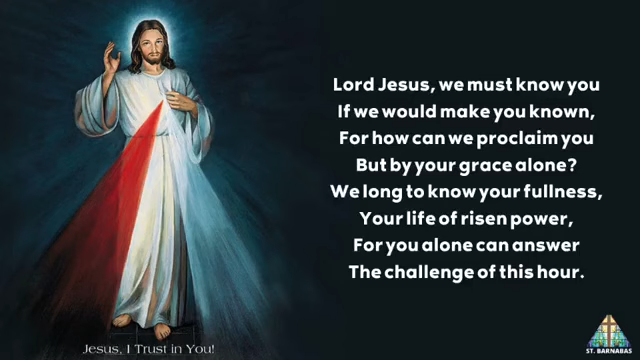 Lord Jesus, we must know you
If we would make you known,
For how can we proclaim you
But by your grace alone?
We long to know your fullness,
Your life of risen power,
For you alone can answer
The challenge of this hour.
Jesus, I Trust in You!
ST. BARNABAS